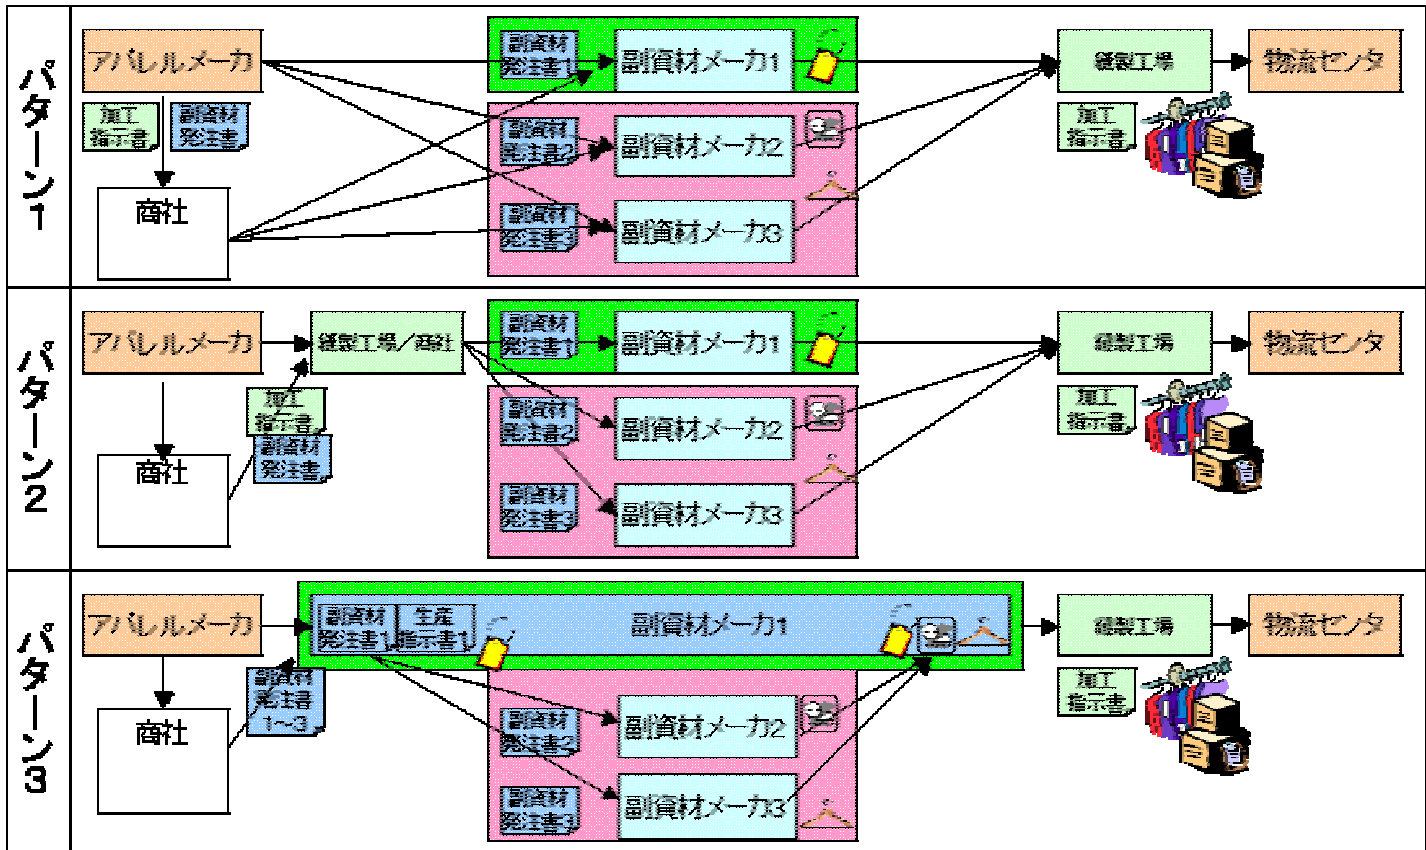 パターン1
アパレルメーカ
加工
指示書
副資材
発注書
商社
副資材
発注書1
副資材メーカ1
副資材
発注書2
副資材メーカ2
副資材
発注書3
副資材メーカ3
縫製工場
加工
指示書
物流センタ
パターン2
アパレルメーカ
商社
縫製工場/商社
加工
指示書
副資材
発注書
副資材
発注書1
副資材メーカ1
副資材
発注書2
副資材メーカ2
副資材
発注書3
副資材メーカ3
縫製工場
加工
指示書
物流センタ
パターン3
アパレルメーカ
商社
副資材
発注書
1~3
副資材
発注書1
生産
指示書1
副資材メーカ1
副資材
発注書2
副資材メーカ2
副資材
発注書3
副資材メーカ3
縫製工場
加工
指示書
物流センタ